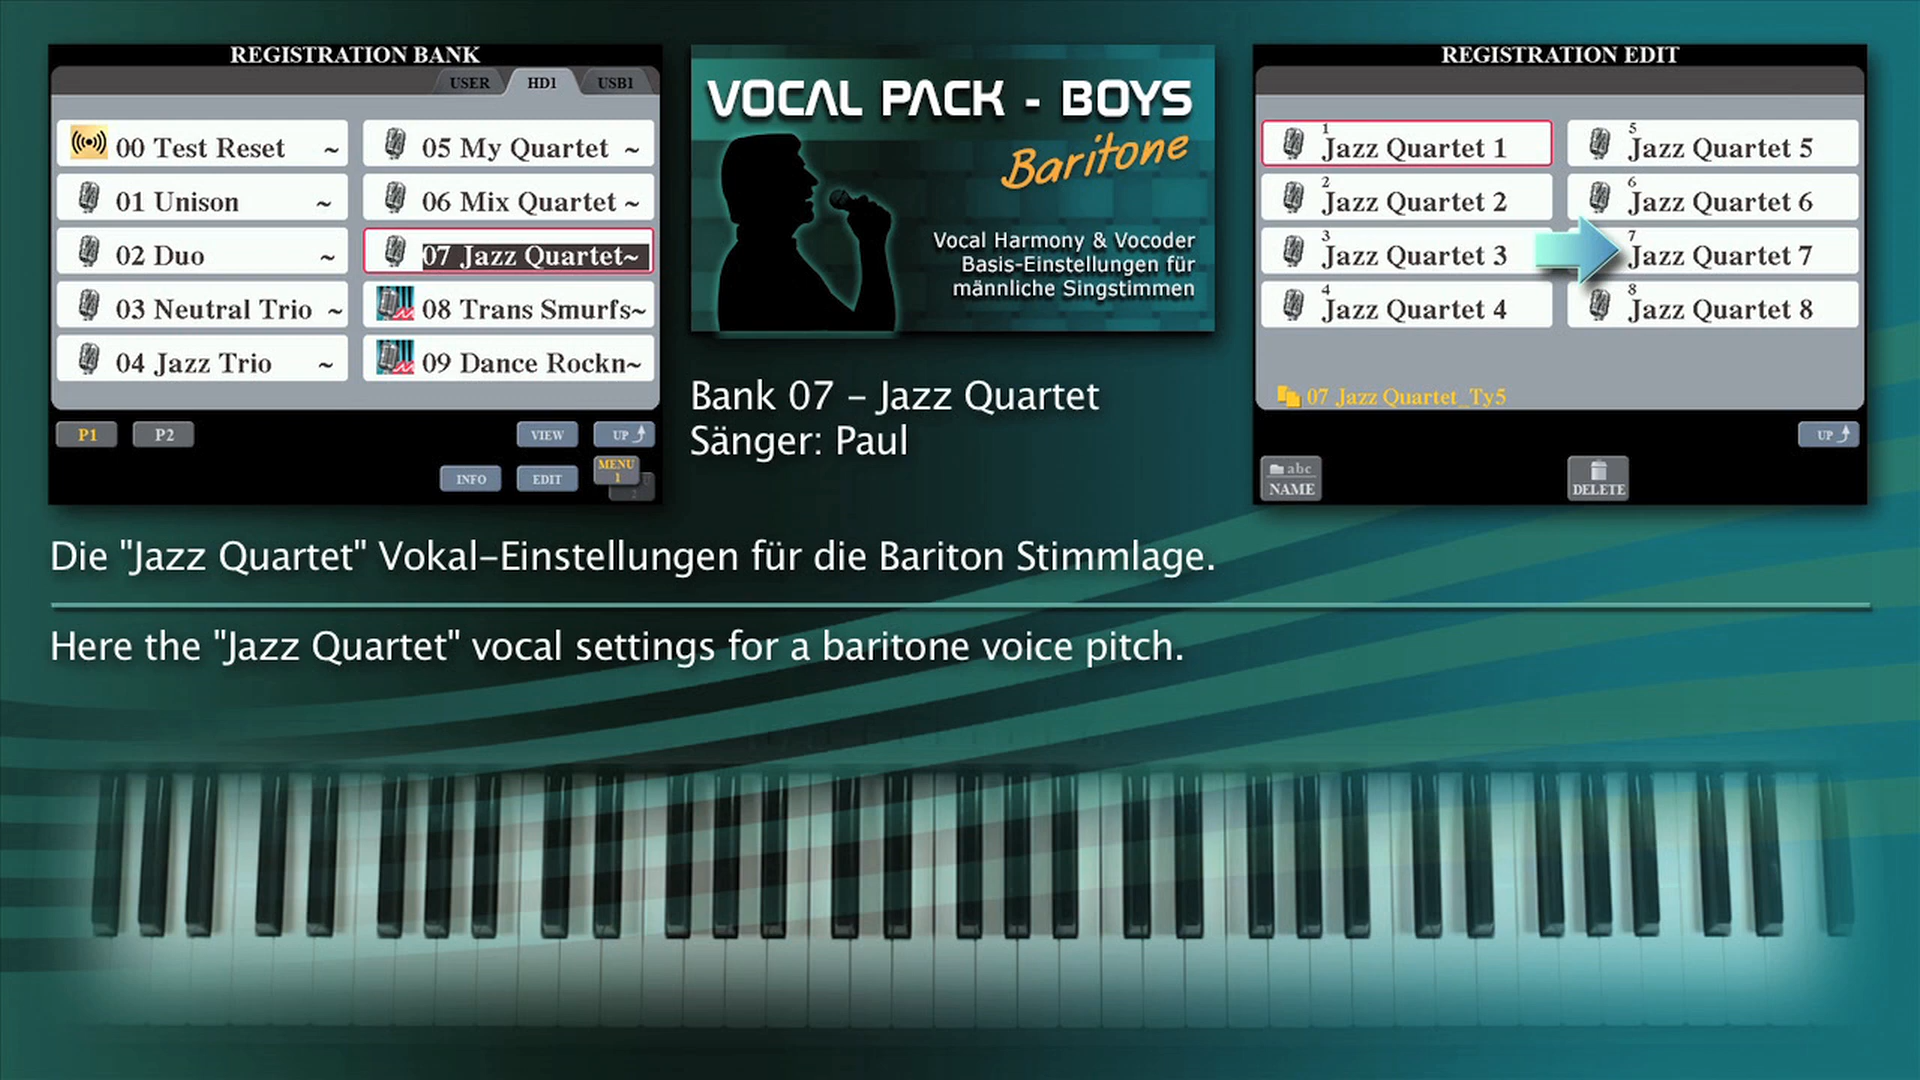 REGISTRATION BANK
USER HD1 USB1
00 Test Reset ~
01 Unison ~
02 Duo ~
03 Neutral Trio ~
04 Jazz Trio ~
05 My Quartet ~
06 Mix Quartet ~
07 Jazz Quartet~
08 Trans Smurfs~
09 Dance Rockn~
P1 P2 VIEW UP
INFO EDIT MENU
1
2
VOCAL PACK - BOYS
Baritone
Vocal Harmony & Vocoder
Basis-Einstellungen für
männliche Singstimmen
Bank 07 - Jazz Quartet
Sänger: Paul
REGISTRATION EDIT
1 Jazz Quartet 1
2 Jazz Quartet 2
3 Jazz Quartet 3
4 Jazz Quartet 4
5 Jazz Quartet 5
6 Jazz Quartet 6
7 Jazz Quartet 7
8 Jazz Quartet 8
07 Jazz Quartet_Ty5
UP
abc
NAME
DELETE
Die "Jazz Quartet" Vokal-Einstellungen für die Bariton Stimmlage.
Here the "Jazz Quartet" vocal settings for a baritone voice pitch.